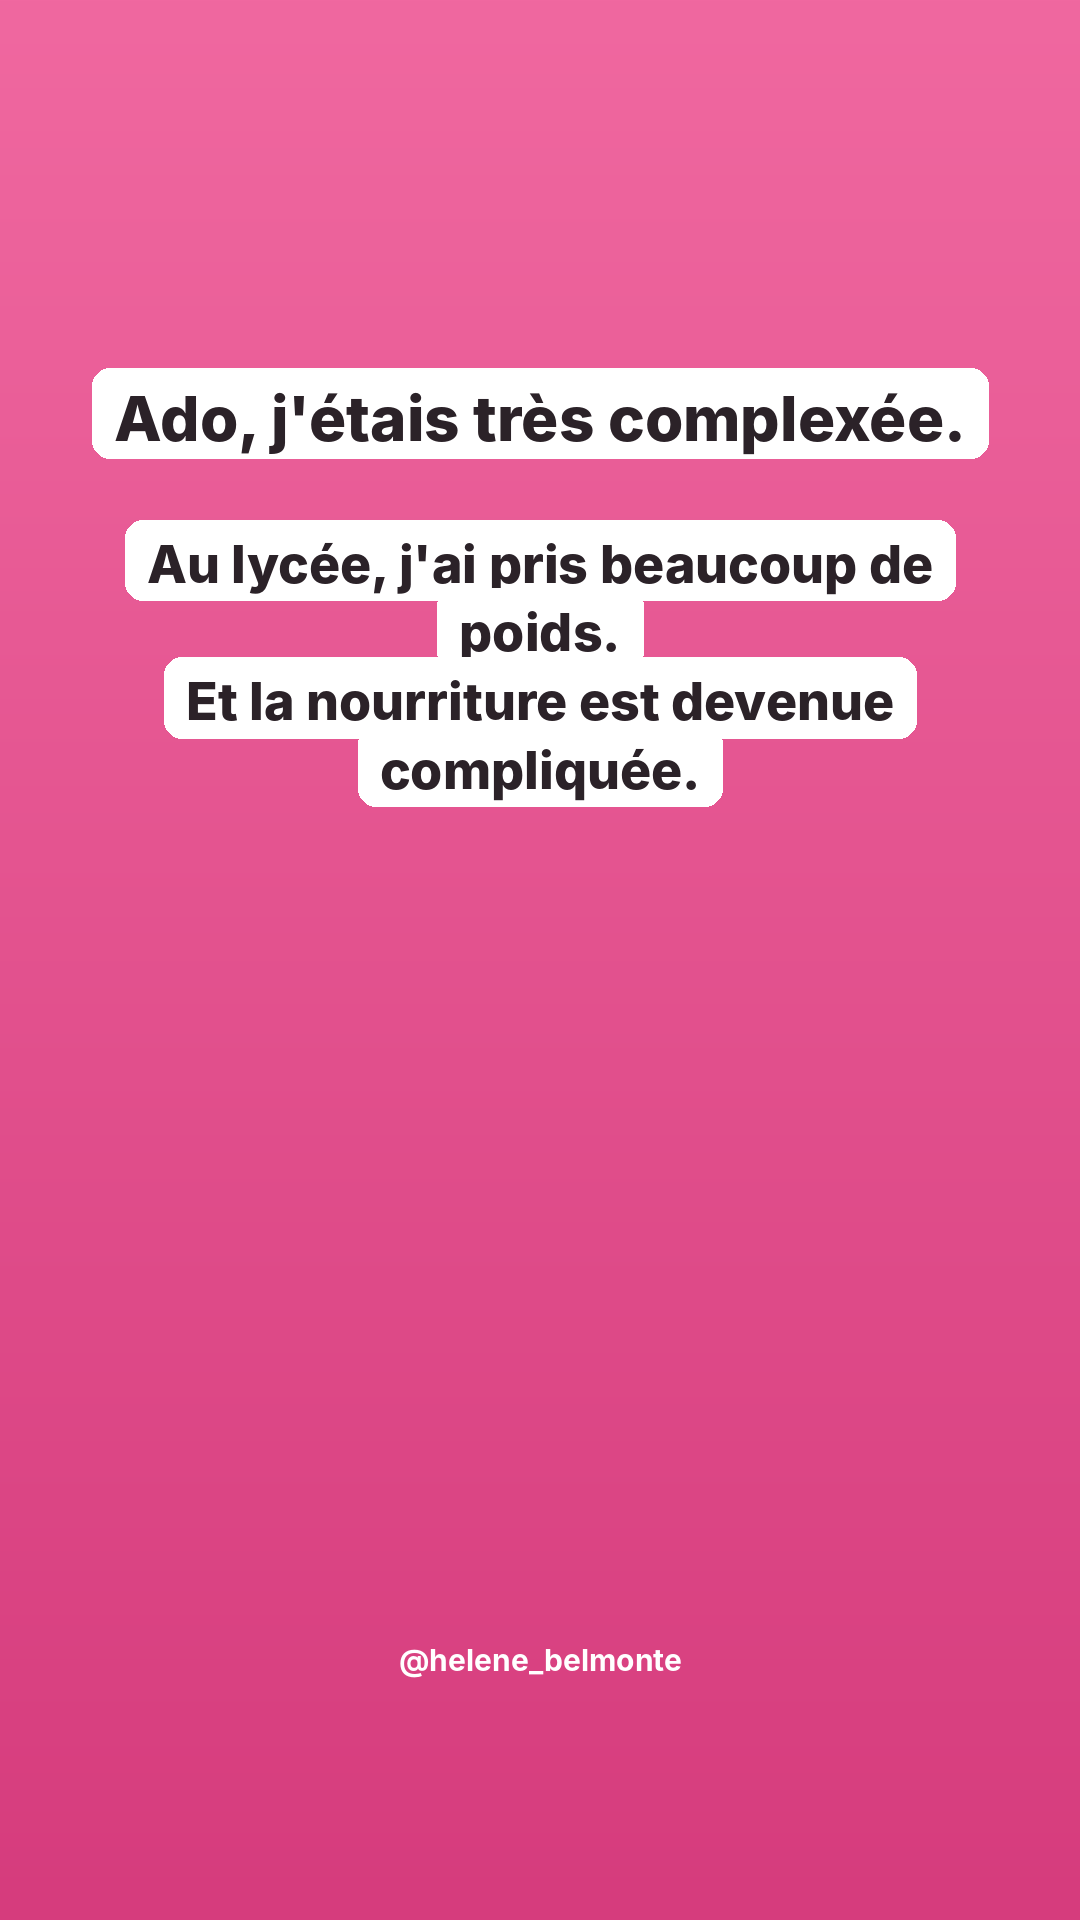 Ado, j'étais très complexée.
Au lycée, j'ai pris beaucoup de
poids.
Et la nourriture est devenue
compliquée.
@helene_belmonte